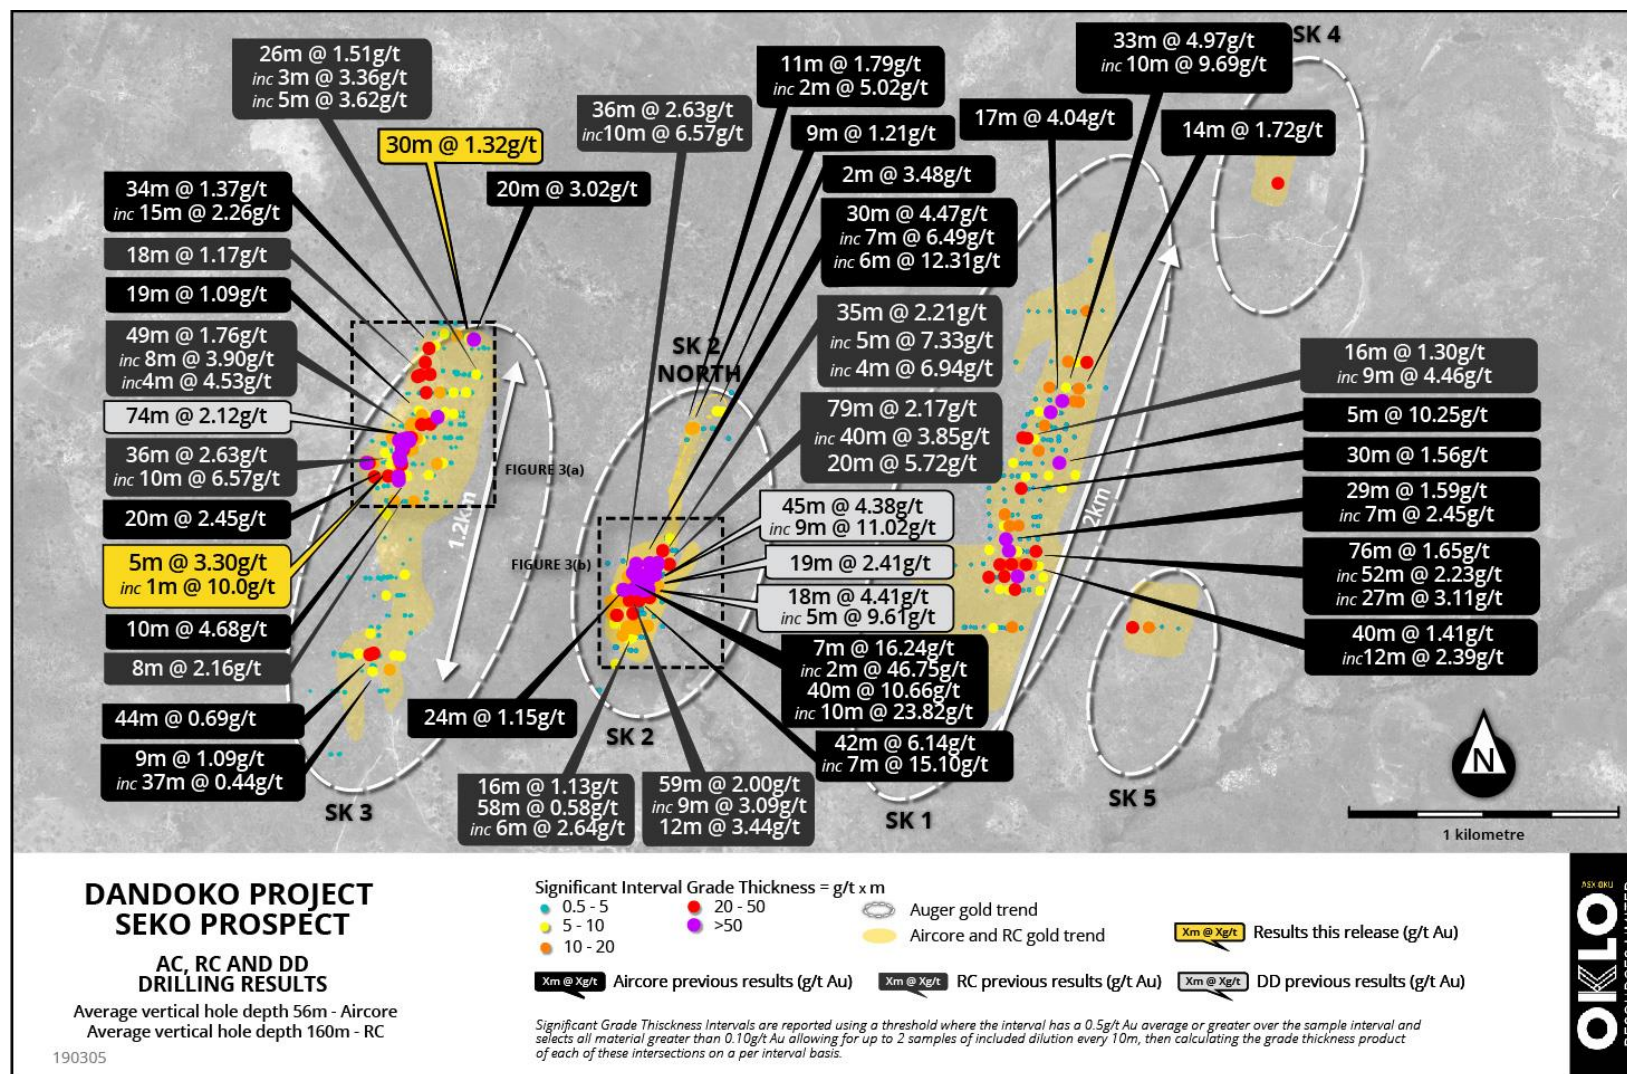 SK 4
26m @ 1.51g/t
inc 3m @ 3.36g/t
inc 5m @ 3.62g/t
30m @ 1.32g/t
20m @ 3.02g/t
36m @ 2.63g/t
inc10m @ 6.57g/t
11m @ 1.79g/t
inc 2m @ 5.02g/t
9m @ 1.21g/t
2m @ 3.48g/t
30m @ 4.47g/t
inc 7m @ 6.49g/t
inc 6m @ 12.31g/t
35m @ 2.21g/t
inc 5m @ 7.33g/t
inc 4m @ 6.94g/t
79m @ 2.17g/t
inc 40m @ 3.85g/t
20m @ 5.72g/t
45m @ 4.38g/t
inc 9m @ 11.02g/t
19m @ 2.41g/t
18m @ 4.41g/t
inc 5m @ 9.61g/t
7m @ 16.24g/t
inc 2m @ 46.75g/t
40m @ 10.66g/t
inc 10m @ 23.82g/t
42m @ 6.14g/t
inc 7m @ 15.10g/t
33m @ 4.97g/t
inc 10m @ 9.69g/t
17m @ 4.04g/t
14m @ 1.72g/t
16m @ 1.30g/t
inc 9m @ 4.46g/t
5m @ 10.25g/t
30m @ 1.56g/t
29m @ 1.59g/t
inc 7m @ 2.45g/t
76m @ 1.65g/t
inc 52m @ 2.23g/t
inc 27m @ 3.11g/t
40m @ 1.41g/t
inc12m @ 2.39g/t
34m @ 1.37g/t
inc 15m @ 2.26g/t
18m @ 1.17g/t
19m @ 1.09g/t
49m @ 1.76g/t
inc 8m @ 3.90g/t
inc4m @ 4.53g/t
74m @ 2.12g/t
36m @ 2.63g/t
inc 10m @ 6.57g/t
20m @ 2.45g/t
5m @ 3.30g/t
inc 1m @ 10.0g/t
10m @ 4.68g/t
8m @ 2.16g/t
44m @ 0.69g/t
9m @ 1.09g/t
inc 37m @ 0.44g/t
24m @ 1.15g/t
16m @ 1.13g/t
58m @ 0.58g/t
inc 6m @ 2.64g/t
59m @ 2.00g/t
inc 9m @ 3.09g/t
12m @ 3.44g/t
SK 2
NORTH
FIGURE 3(a)
FIGURE 3(b)
1.2km
2km
SK 3
SK 2
SK 1
SK 5
N
1 kilometre
DANDOKO PROJECT
SEKO PROSPECT
AC, RC AND DD
DRILLING RESULTS
Average vertical hole depth 56m - Aircore
Average vertical hole depth 160m - RC
190305
Significant Interval Grade Thickness = g/t x m
0.5 - 5
5 - 10
10 - 20
20 - 50
>50
Auger gold trend
Aircore and RC gold trend
Xm @ Xg/t Results this release (g/t Au)
Xm @ Xg/t Aircore previous results (g/t Au)
Xm @ Xg/t RC previous results (g/t Au)
Xm @ Xg/t DD previous results (g/t Au)
Significant Grade Thisckness Intervals are reported using a threshold where the interval has a 0.5g/t Au average or greater over the sample interval and
selects all material greater than 0.10g/t Au allowing for up to 2 samples of included dilution every 10m, then calculating the grade thickness product
of each of these intersections on a per interval basis.
ASX OKU
OKLO